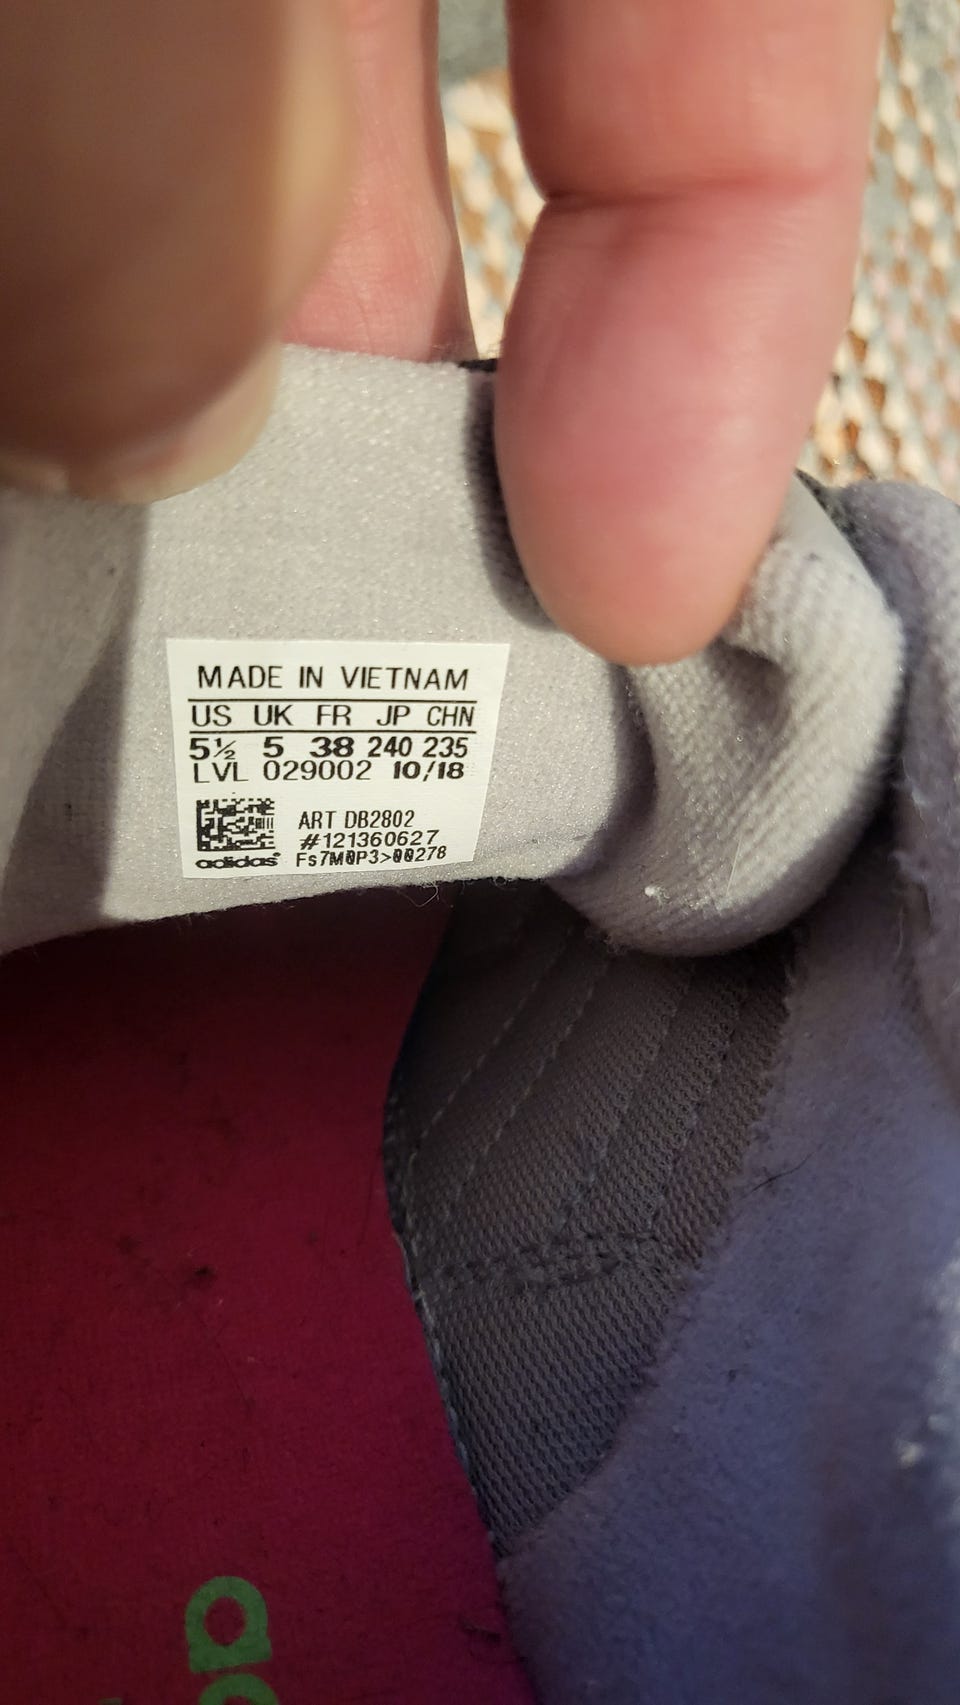 MADE IN VIETNAM
US UK FR JP CHN
5½ 5 38 240 235
LVL 029002 10/18
ART DB2802
#121360627
adidas
Fs7M0P3>00278